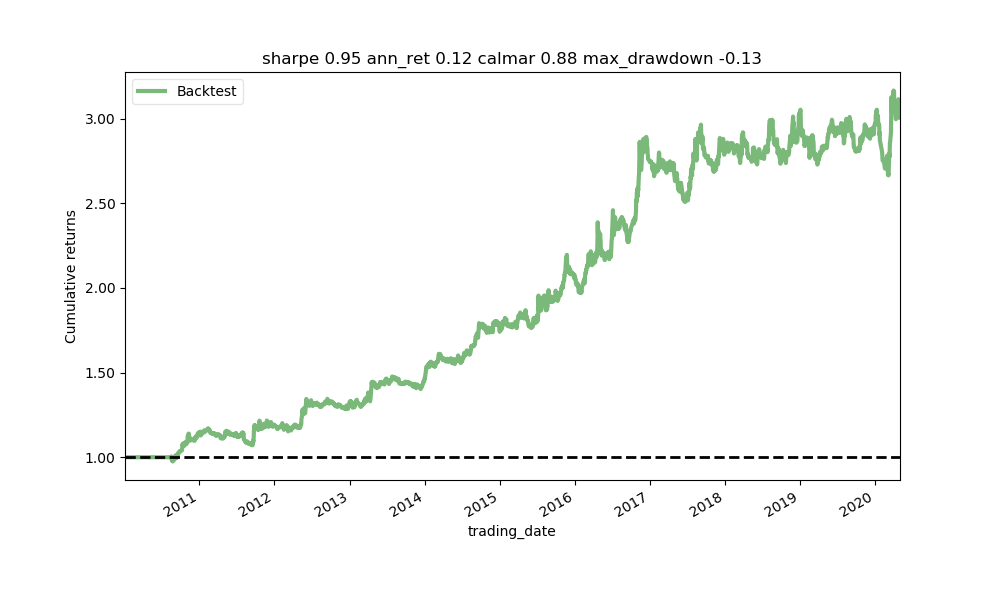 sharpe 0.95 ann_ret 0.12 calmar 0.88 max_drawdown -0.13
Backtest
3.00
2.50
2.00
1.50
1.00
Cumulative returns
2011 2012 2013 2014 2015 2016 2017 2018 2019 2020
trading_date